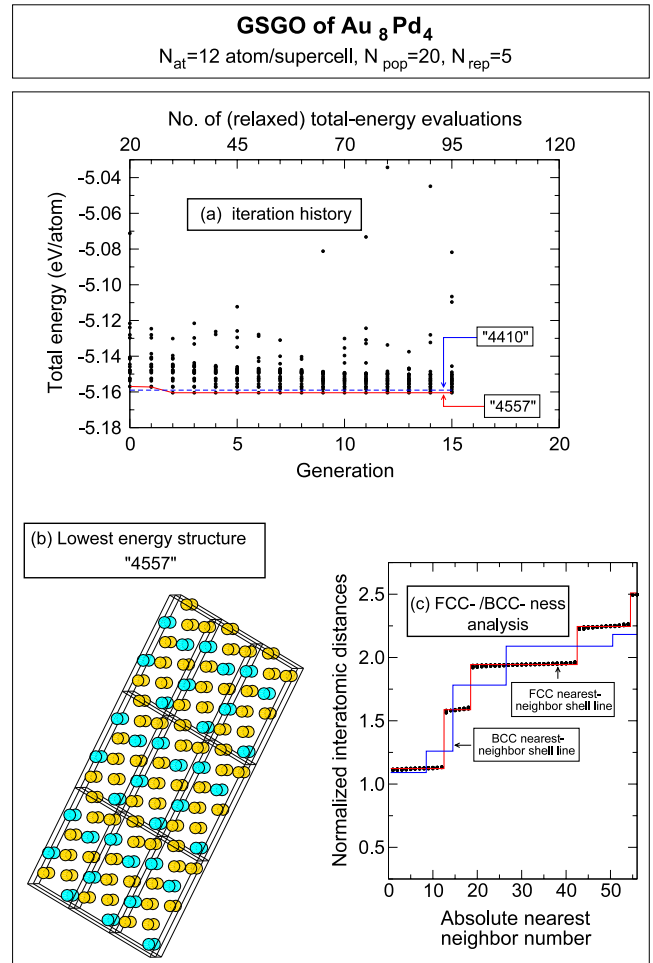 GSGO of Au 8 Pd4
Nat=12 atom/supercell, N pop=20, Nrep=5
No. of (relaxed) total-energy evaluations
20 45 70 95 120
-5.04
-5.06
-5.08
-5.10
-5.12
-5.14
-5.16
-5.18
Total energy (eV/atom)
(a) iteration history
"4410"
"4557"
0 5 10 15 20
Generation
(b) Lowest energy structure
"4557"
(c) FCC- /BCC- ness
analysis
2.5
2.0
1.5
1.0
0.5
Normalized interatomic distances
FCC nearest-
neighbor shell line
BCC nearest-
neighbor shell line
0 10 20 30 40 50
Absolute nearest
neighbor number